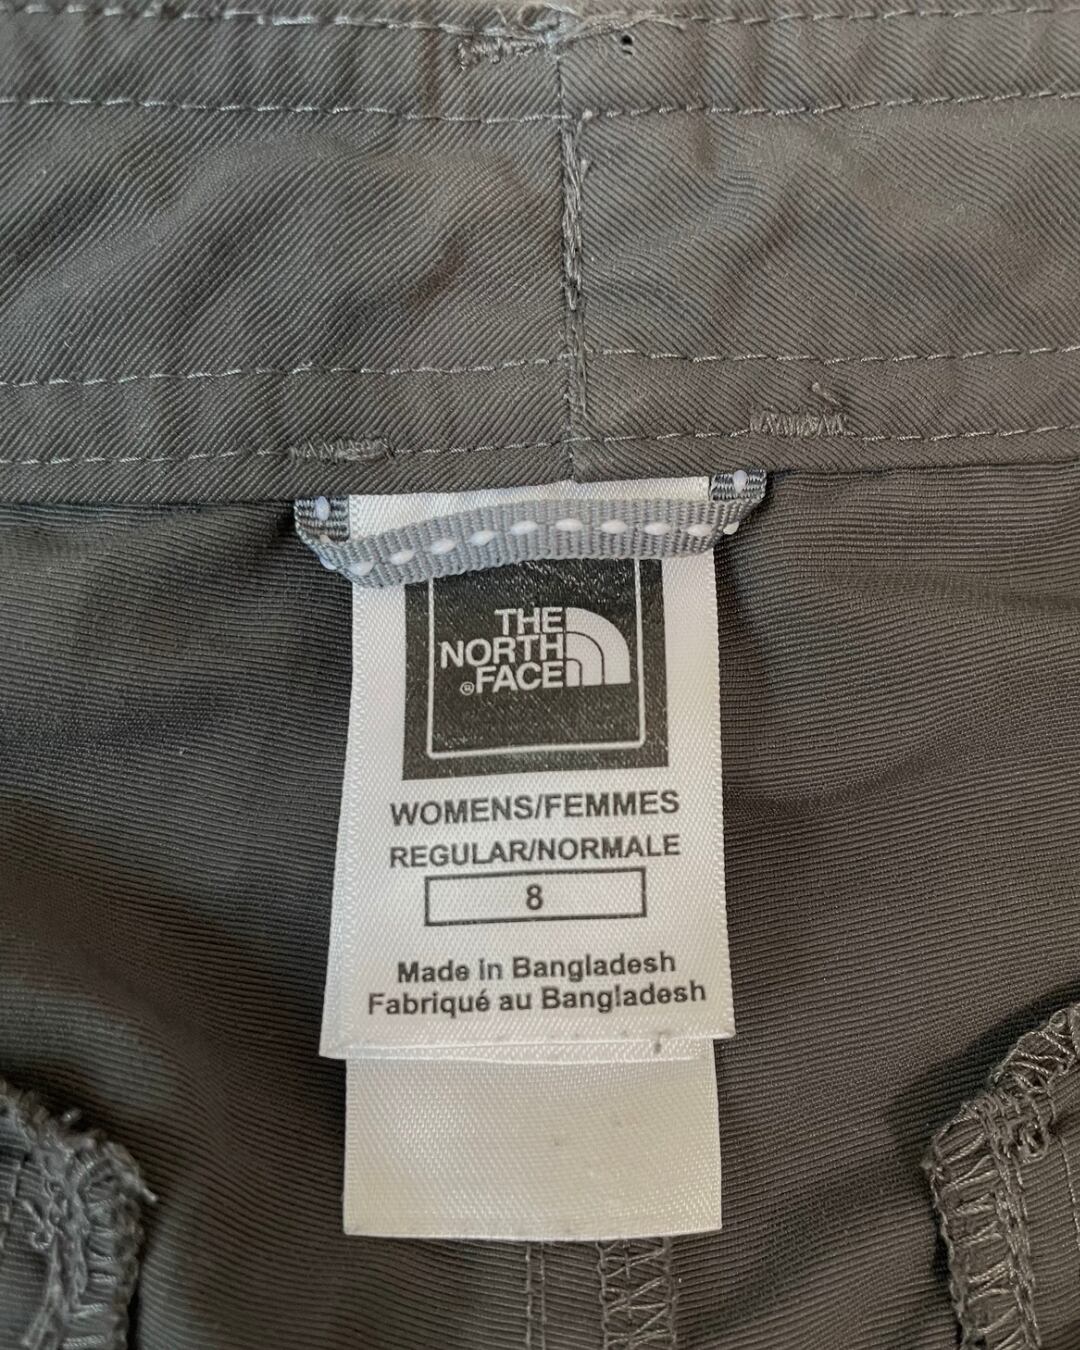 THE
NORTH
®FACE
WOMENS/FEMMES
REGULAR/NORMALE
8
Made in Bangladesh
Fabriqué au Bangladesh